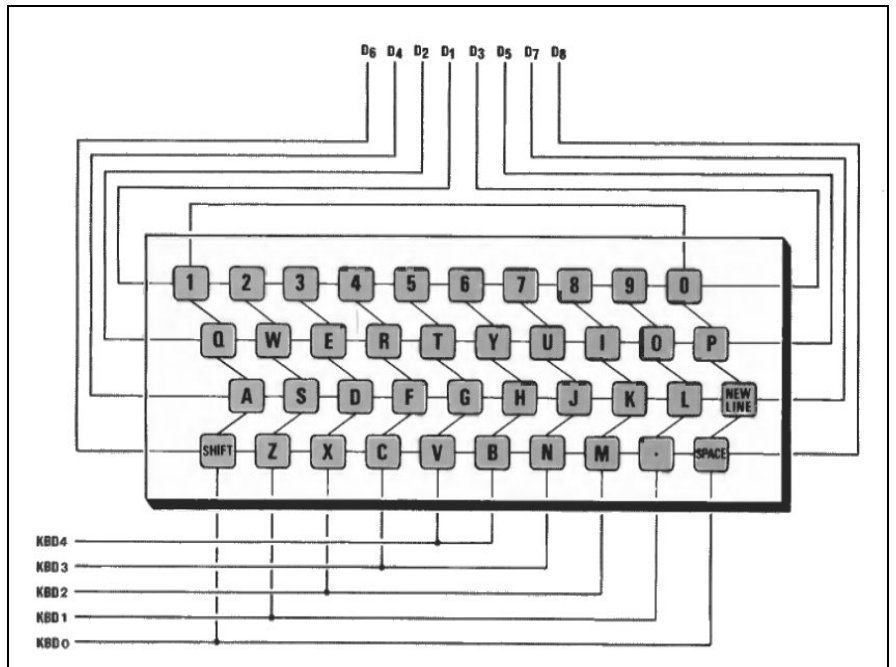 D6 D4 D2 D1 D3 D5 D7 D8
1 2 3 4 5 6 7 8 9 0
Q W E R T Y U I O P
A S D F G H J K L NEW LINE
SHIFT Z X C V B N M . SPACE
KBD4
KBD3
KBD2
KBD1
KBD0